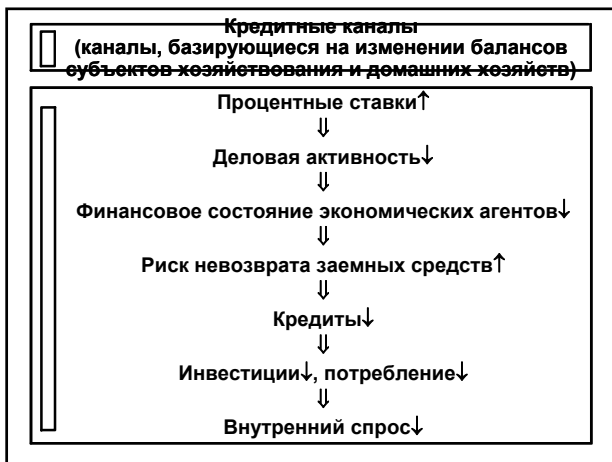 Кредитные каналы
(каналы, базирующиеся на изменении балансов
субъектов хозяйствования и домашних хозяйств)
Процентные ставки↑
⇓
Деловая активность↓
⇓
Финансовое состояние экономических агентов↓
⇓
Риск невозврата заемных средств↑
⇓
Кредиты↓
⇓
Инвестиции↓, потребление↓
⇓
Внутренний спрос↓